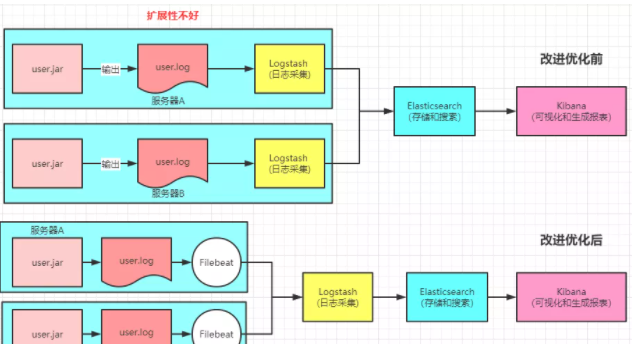 扩展性不好
改进优化前
user.jar
输出
user.log
Logstash
(日志采集)
服务器A
Elasticsearch
(存储和搜索)
Kibana
(可视化和生成报表)
user.jar
输出
user.log
Logstash
(日志采集)
服务器B
改进优化后
服务器A
user.jar
user.log
Filebeat
Logstash
(日志采集)
Elasticsearch
(存储和搜索)
Kibana
(可视化和生成报表)
user.jar
user.log
Filebeat